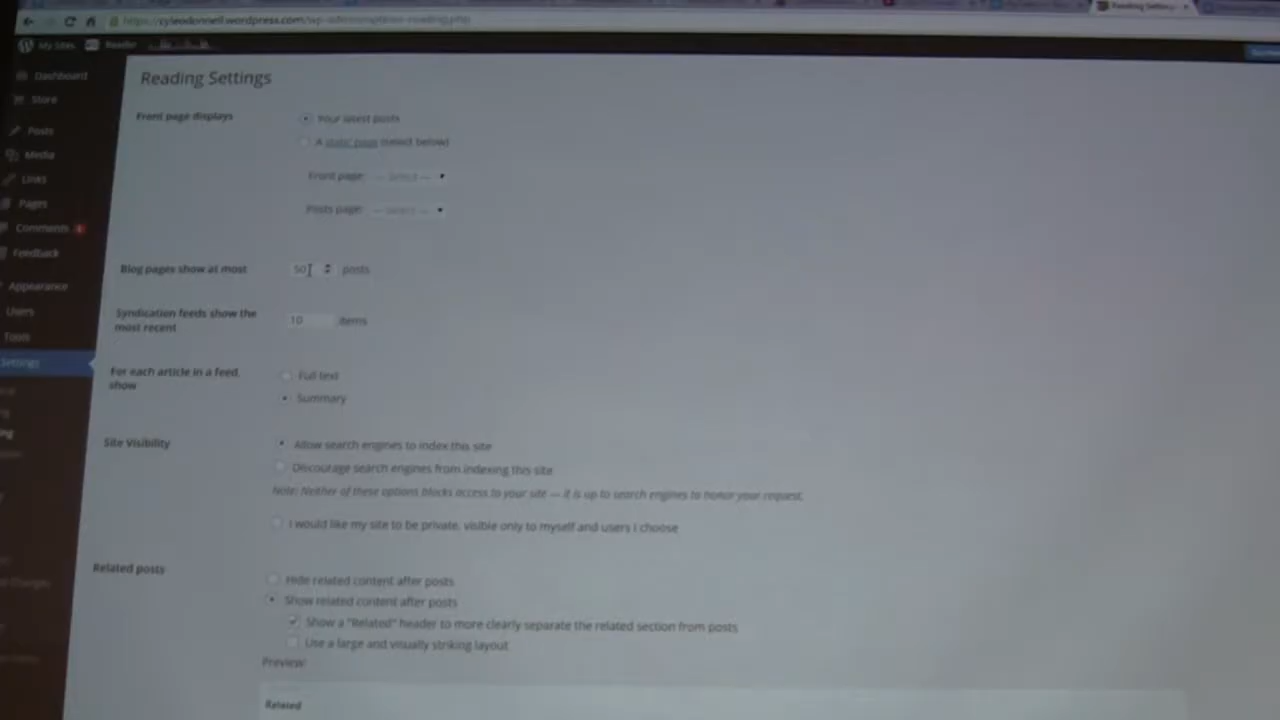 Reading Settings
https://cyleodonnell.wordpress.com/wp-admin/options-reading.php
My Sites Reader
Reading Settings
Dashboard
Store
Posts
Media
Links
Pages
Comments
Feedback
Appearance
Users
Tools
Settings
Front page displays
Your latest posts
A static page (select below)
Front page: — Select —
Posts page: — Select —
Blog pages show at most 50 posts
Syndication feeds show the
most recent
10 items
For each article in a feed,
show
Full text
Summary
Site Visibility
Allow search engines to index this site
Discourage search engines from indexing this site
Note: Neither of these options blocks access to your site — it is up to search engines to honor your request.
I would like my site to be private, visible only to myself and users I choose
Related posts
Hide related content after posts
Show related content after posts
Show a "Related" header to more clearly separate the related section from posts
Use a large and visually striking layout
Preview:
Related